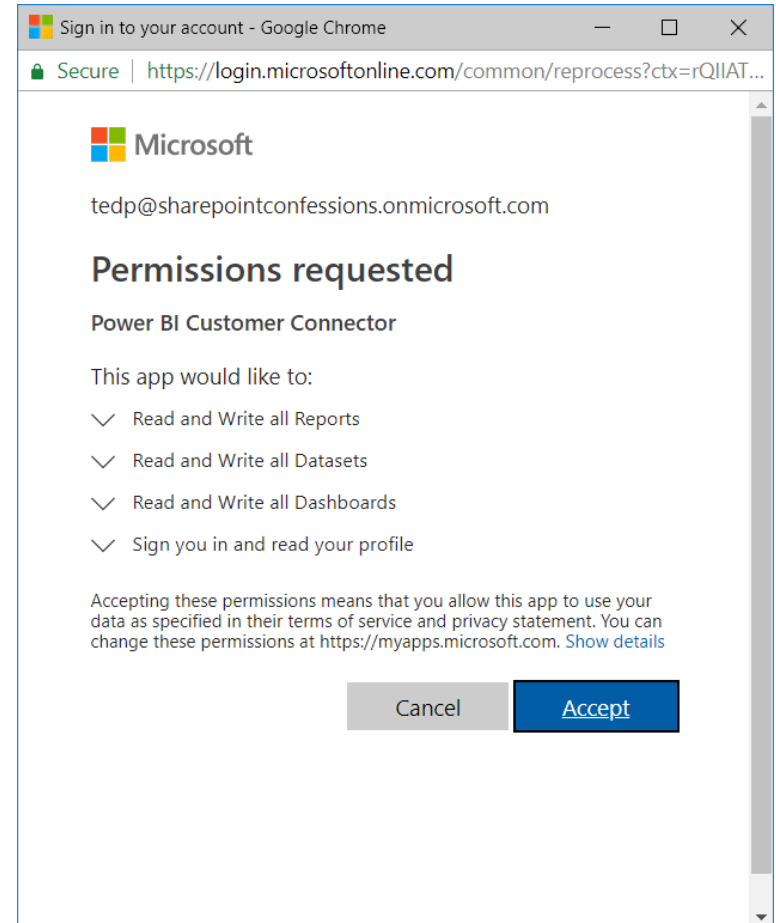 Sign in to your account - Google Chrome
Secure | https://login.microsoftonline.com/common/reprocess?ctx=rQIIAT...
Microsoft
tedp@sharepointconfessions.onmicrosoft.com
Permissions requested
Power BI Customer Connector
This app would like to:
Read and Write all Reports
Read and Write all Datasets
Read and Write all Dashboards
Sign you in and read your profile
Accepting these permissions means that you allow this app to use your
data as specified in their terms of service and privacy statement. You can
change these permissions at https://myapps.microsoft.com. Show details
Cancel Accept